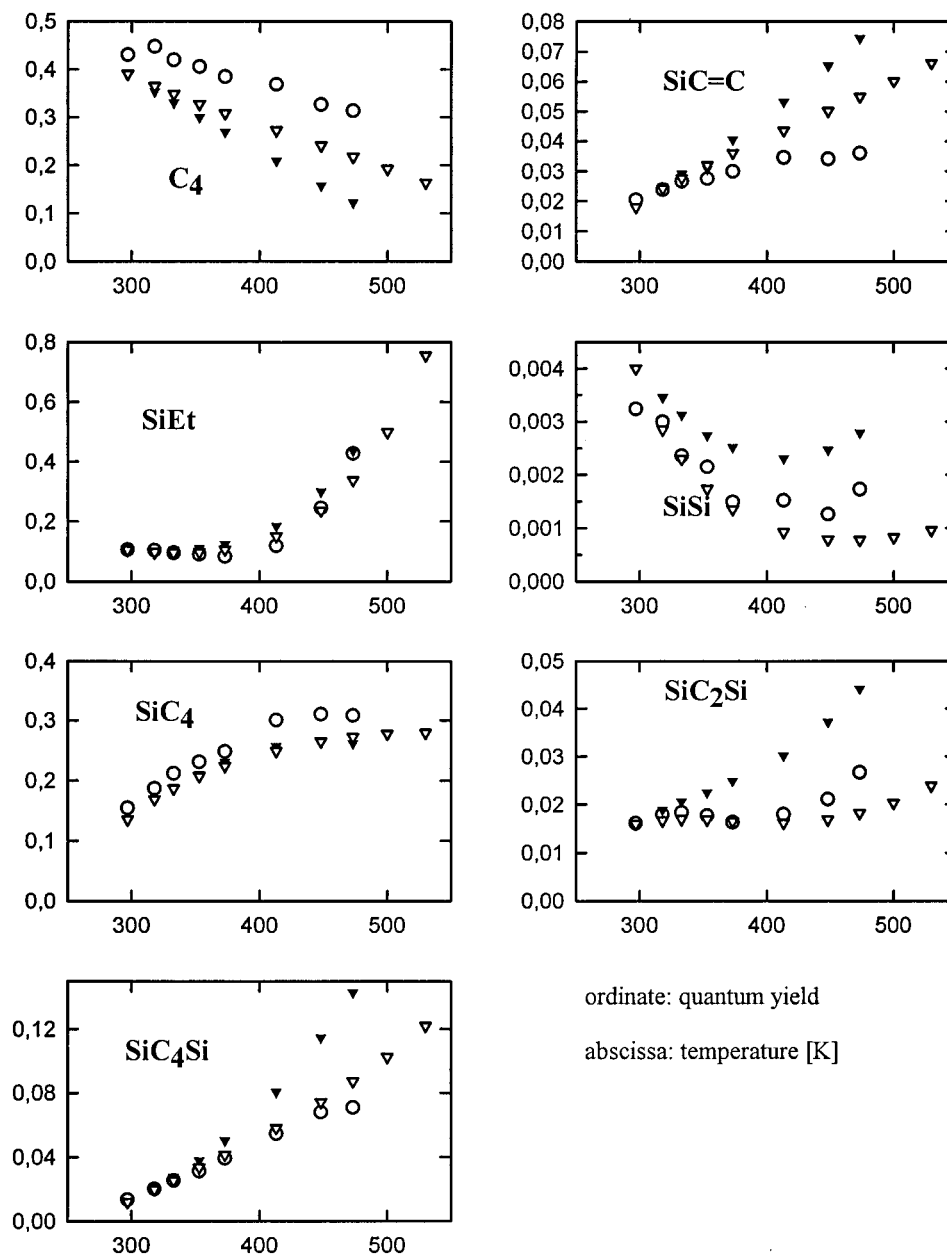 0,5
0,4
0,3
0,2
0,1
0,0
C4
300 400 500
0,08
0,07
0,06
0,05
0,04
0,03
0,02
0,01
0,00
SiC=C
300 400 500
0,8
0,6
0,4
0,2
0,0
SiEt
300 400 500
0,004
0,003
0,002
0,001
0,000
SiSi
300 400 500
0,4
0,3
0,2
0,1
0,0
SiC4
300 400 500
0,05
0,04
0,03
0,02
0,01
0,00
SiC2Si
300 400 500
0,12
0,08
0,04
0,00
SiC4Si
300 400 500
ordinate: quantum yield
abscissa: temperature [K]